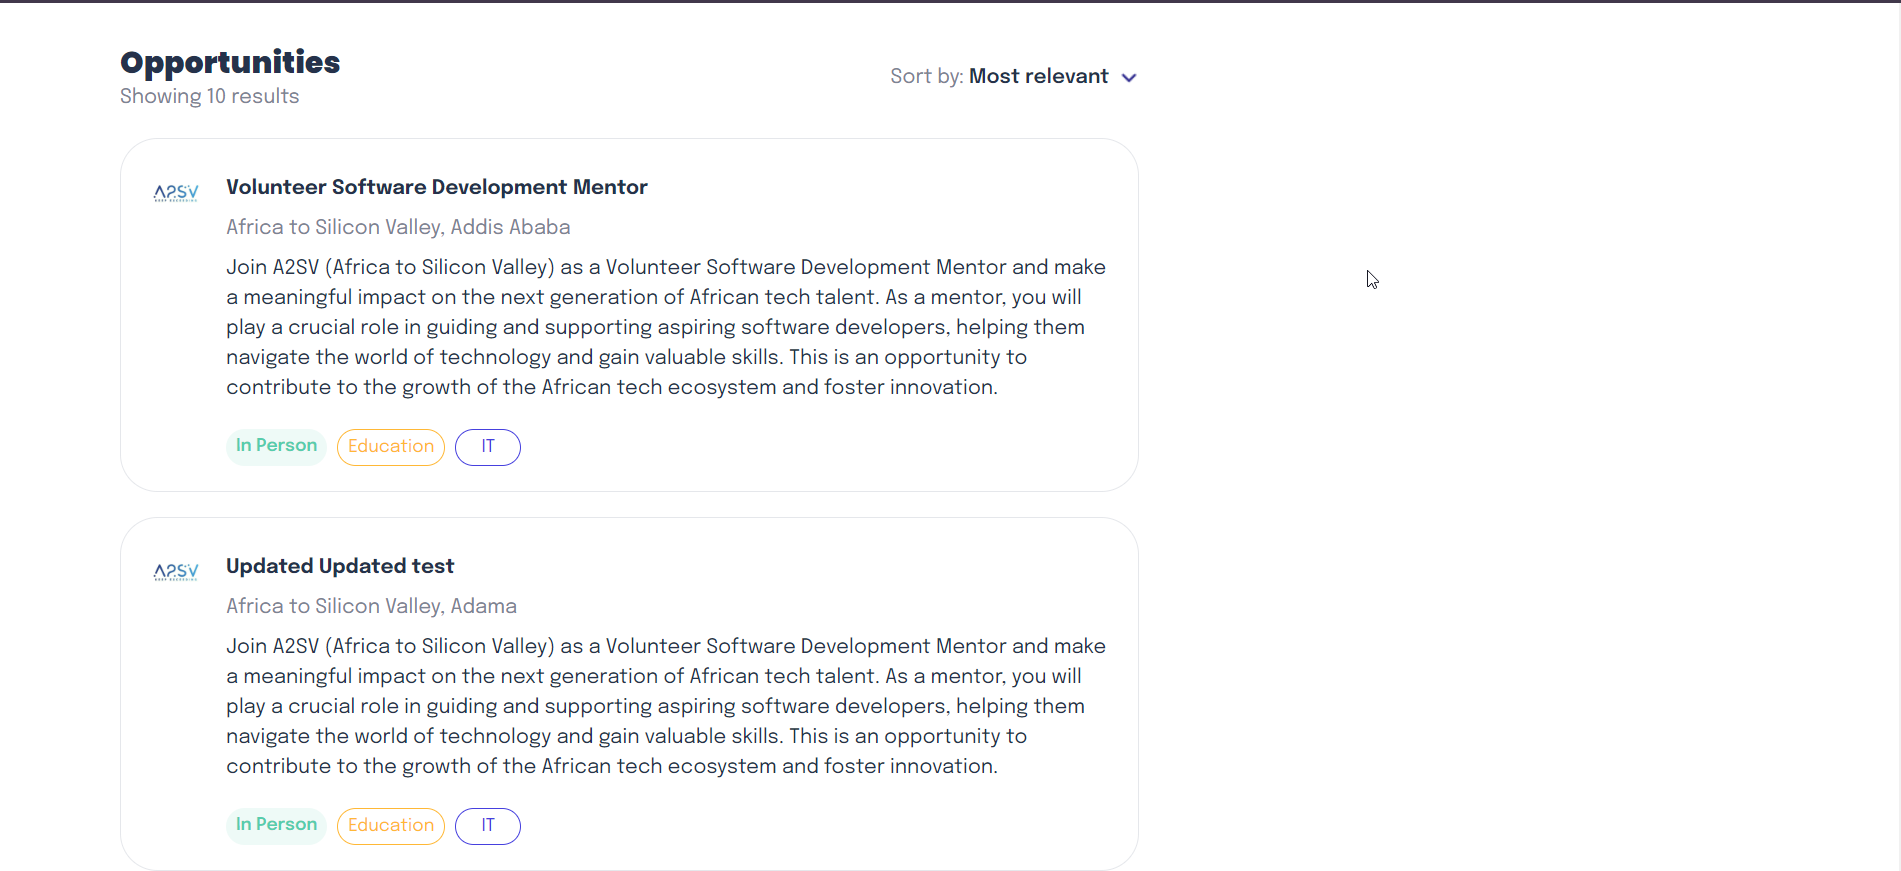 Opportunities
Showing 10 results
Sort by: Most relevant
A2SV
Volunteer Software Development Mentor
Africa to Silicon Valley, Addis Ababa
Join A2SV (Africa to Silicon Valley) as a Volunteer Software Development Mentor and make
a meaningful impact on the next generation of African tech talent. As a mentor, you will
play a crucial role in guiding and supporting aspiring software developers, helping them
navigate the world of technology and gain valuable skills. This is an opportunity to
contribute to the growth of the African tech ecosystem and foster innovation.
In Person Education IT
A2SV
Updated Updated test
Africa to Silicon Valley, Adama
Join A2SV (Africa to Silicon Valley) as a Volunteer Software Development Mentor and make
a meaningful impact on the next generation of African tech talent. As a mentor, you will
play a crucial role in guiding and supporting aspiring software developers, helping them
navigate the world of technology and gain valuable skills. This is an opportunity to
contribute to the growth of the African tech ecosystem and foster innovation.
In Person Education IT